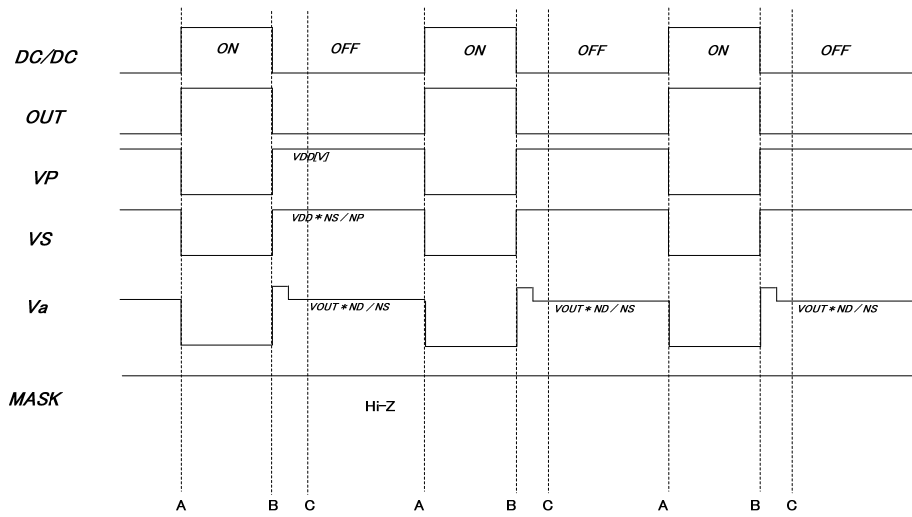 DC/DC ON OFF ON OFF ON OFF
OUT
VP VDD[V]
VS VDD*NS/NP
Va VOUT*ND/NS VOUT*ND/NS VOUT*ND/NS
MASK Hi-Z
A B C A B C A B C